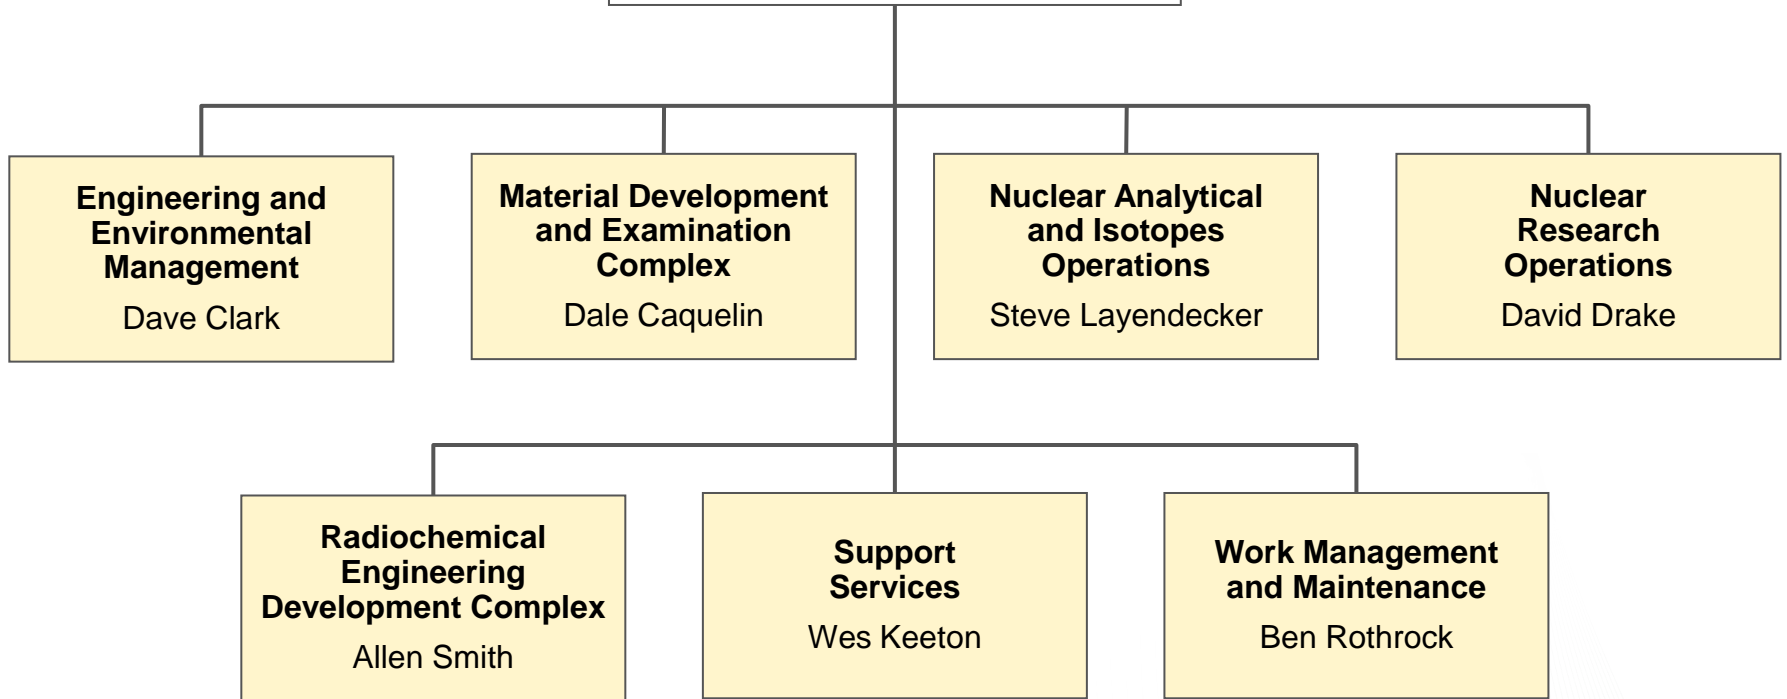 Engineering and
Environmental
Management
Dave Clark
Material Development
and Examination
Complex
Dale Caquelin
Nuclear Analytical
and Isotopes
Operations
Steve Layendecker
Nuclear
Research
Operations
David Drake
Radiochemical
Engineering
Development Complex
Allen Smith
Support
Services
Wes Keeton
Work Management
and Maintenance
Ben Rothrock